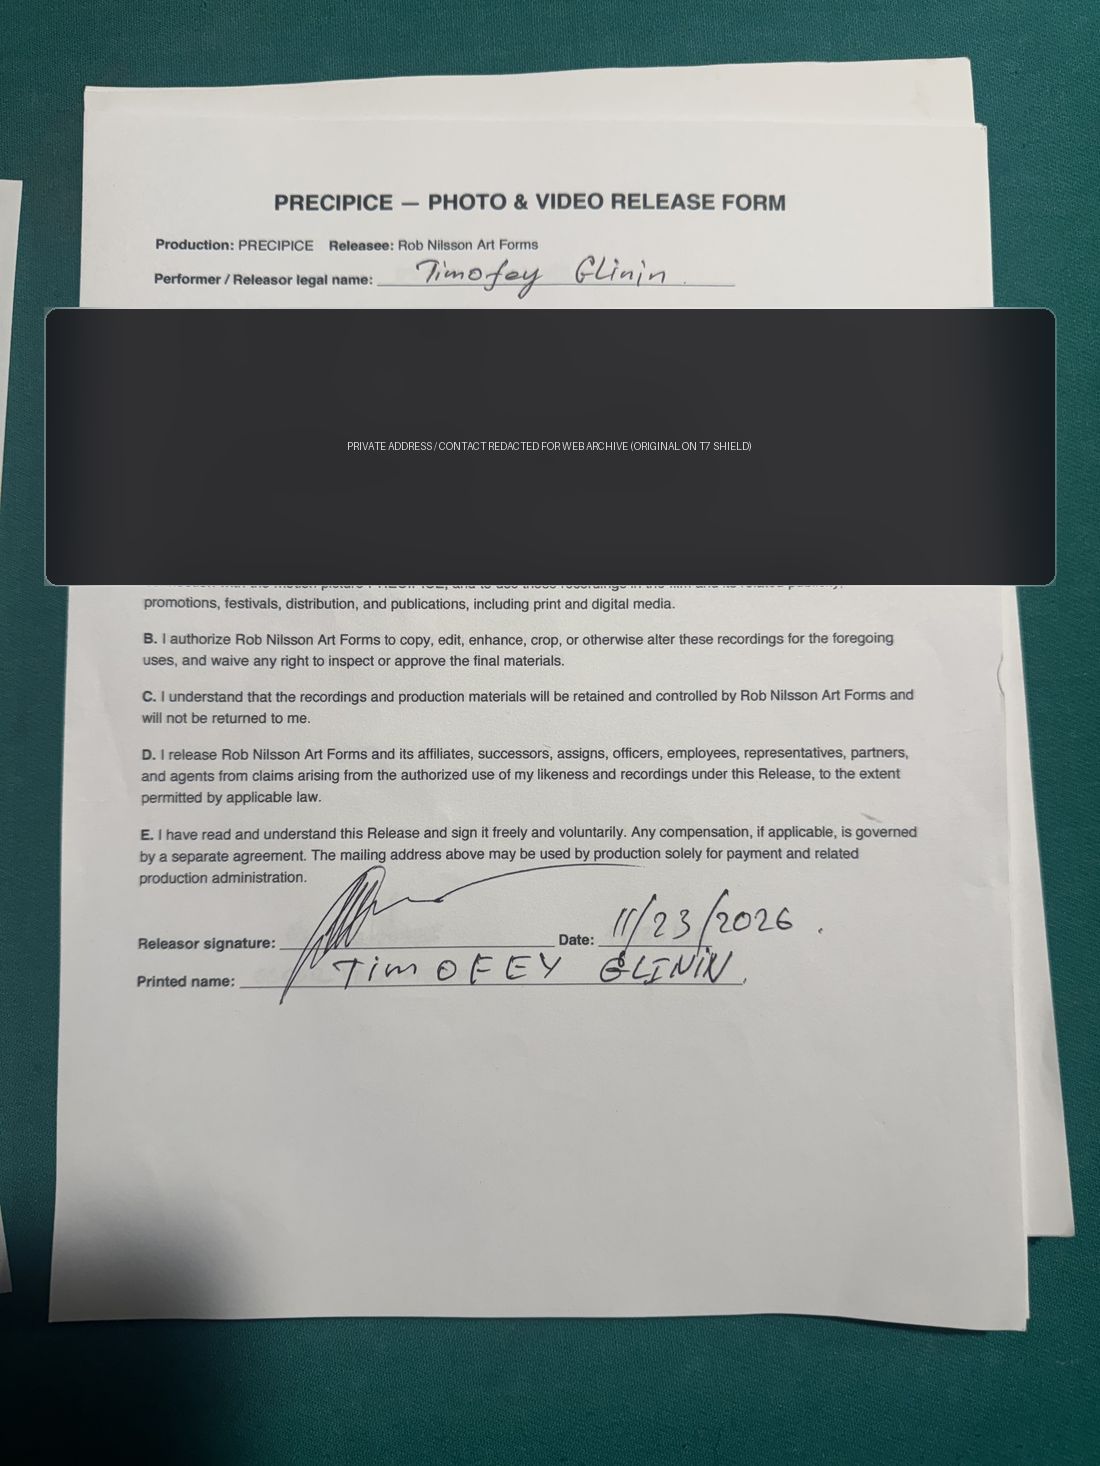 PRECIPICE — PHOTO & VIDEO RELEASE FORM
Production: PRECIPICE Releasee: Rob Nilsson Art Forms
Performer / Releasor legal name: Timofey Glinin
PRIVATE ADDRESS / CONTACT REDACTED FOR WEB ARCHIVE (ORIGINAL ON T7 SHIELD)
promotions, festivals, distribution, and publications, including print and digital media.
B. I authorize Rob Nilsson Art Forms to copy, edit, enhance, crop, or otherwise alter these recordings for the foregoing
uses, and waive any right to inspect or approve the final materials.
C. I understand that the recordings and production materials will be retained and controlled by Rob Nilsson Art Forms and
will not be returned to me.
D. I release Rob Nilsson Art Forms and its affiliates, successors, assigns, officers, employees, representatives, partners,
and agents from claims arising from the authorized use of my likeness and recordings under this Release, to the extent
permitted by applicable law.
E. I have read and understand this Release and sign it freely and voluntarily. Any compensation, if applicable, is governed
by a separate agreement. The mailing address above may be used by production solely for payment and related
production administration.
Releasor signature: Date: 11/23/2026.
Printed name: TimOFEY GLINiN.